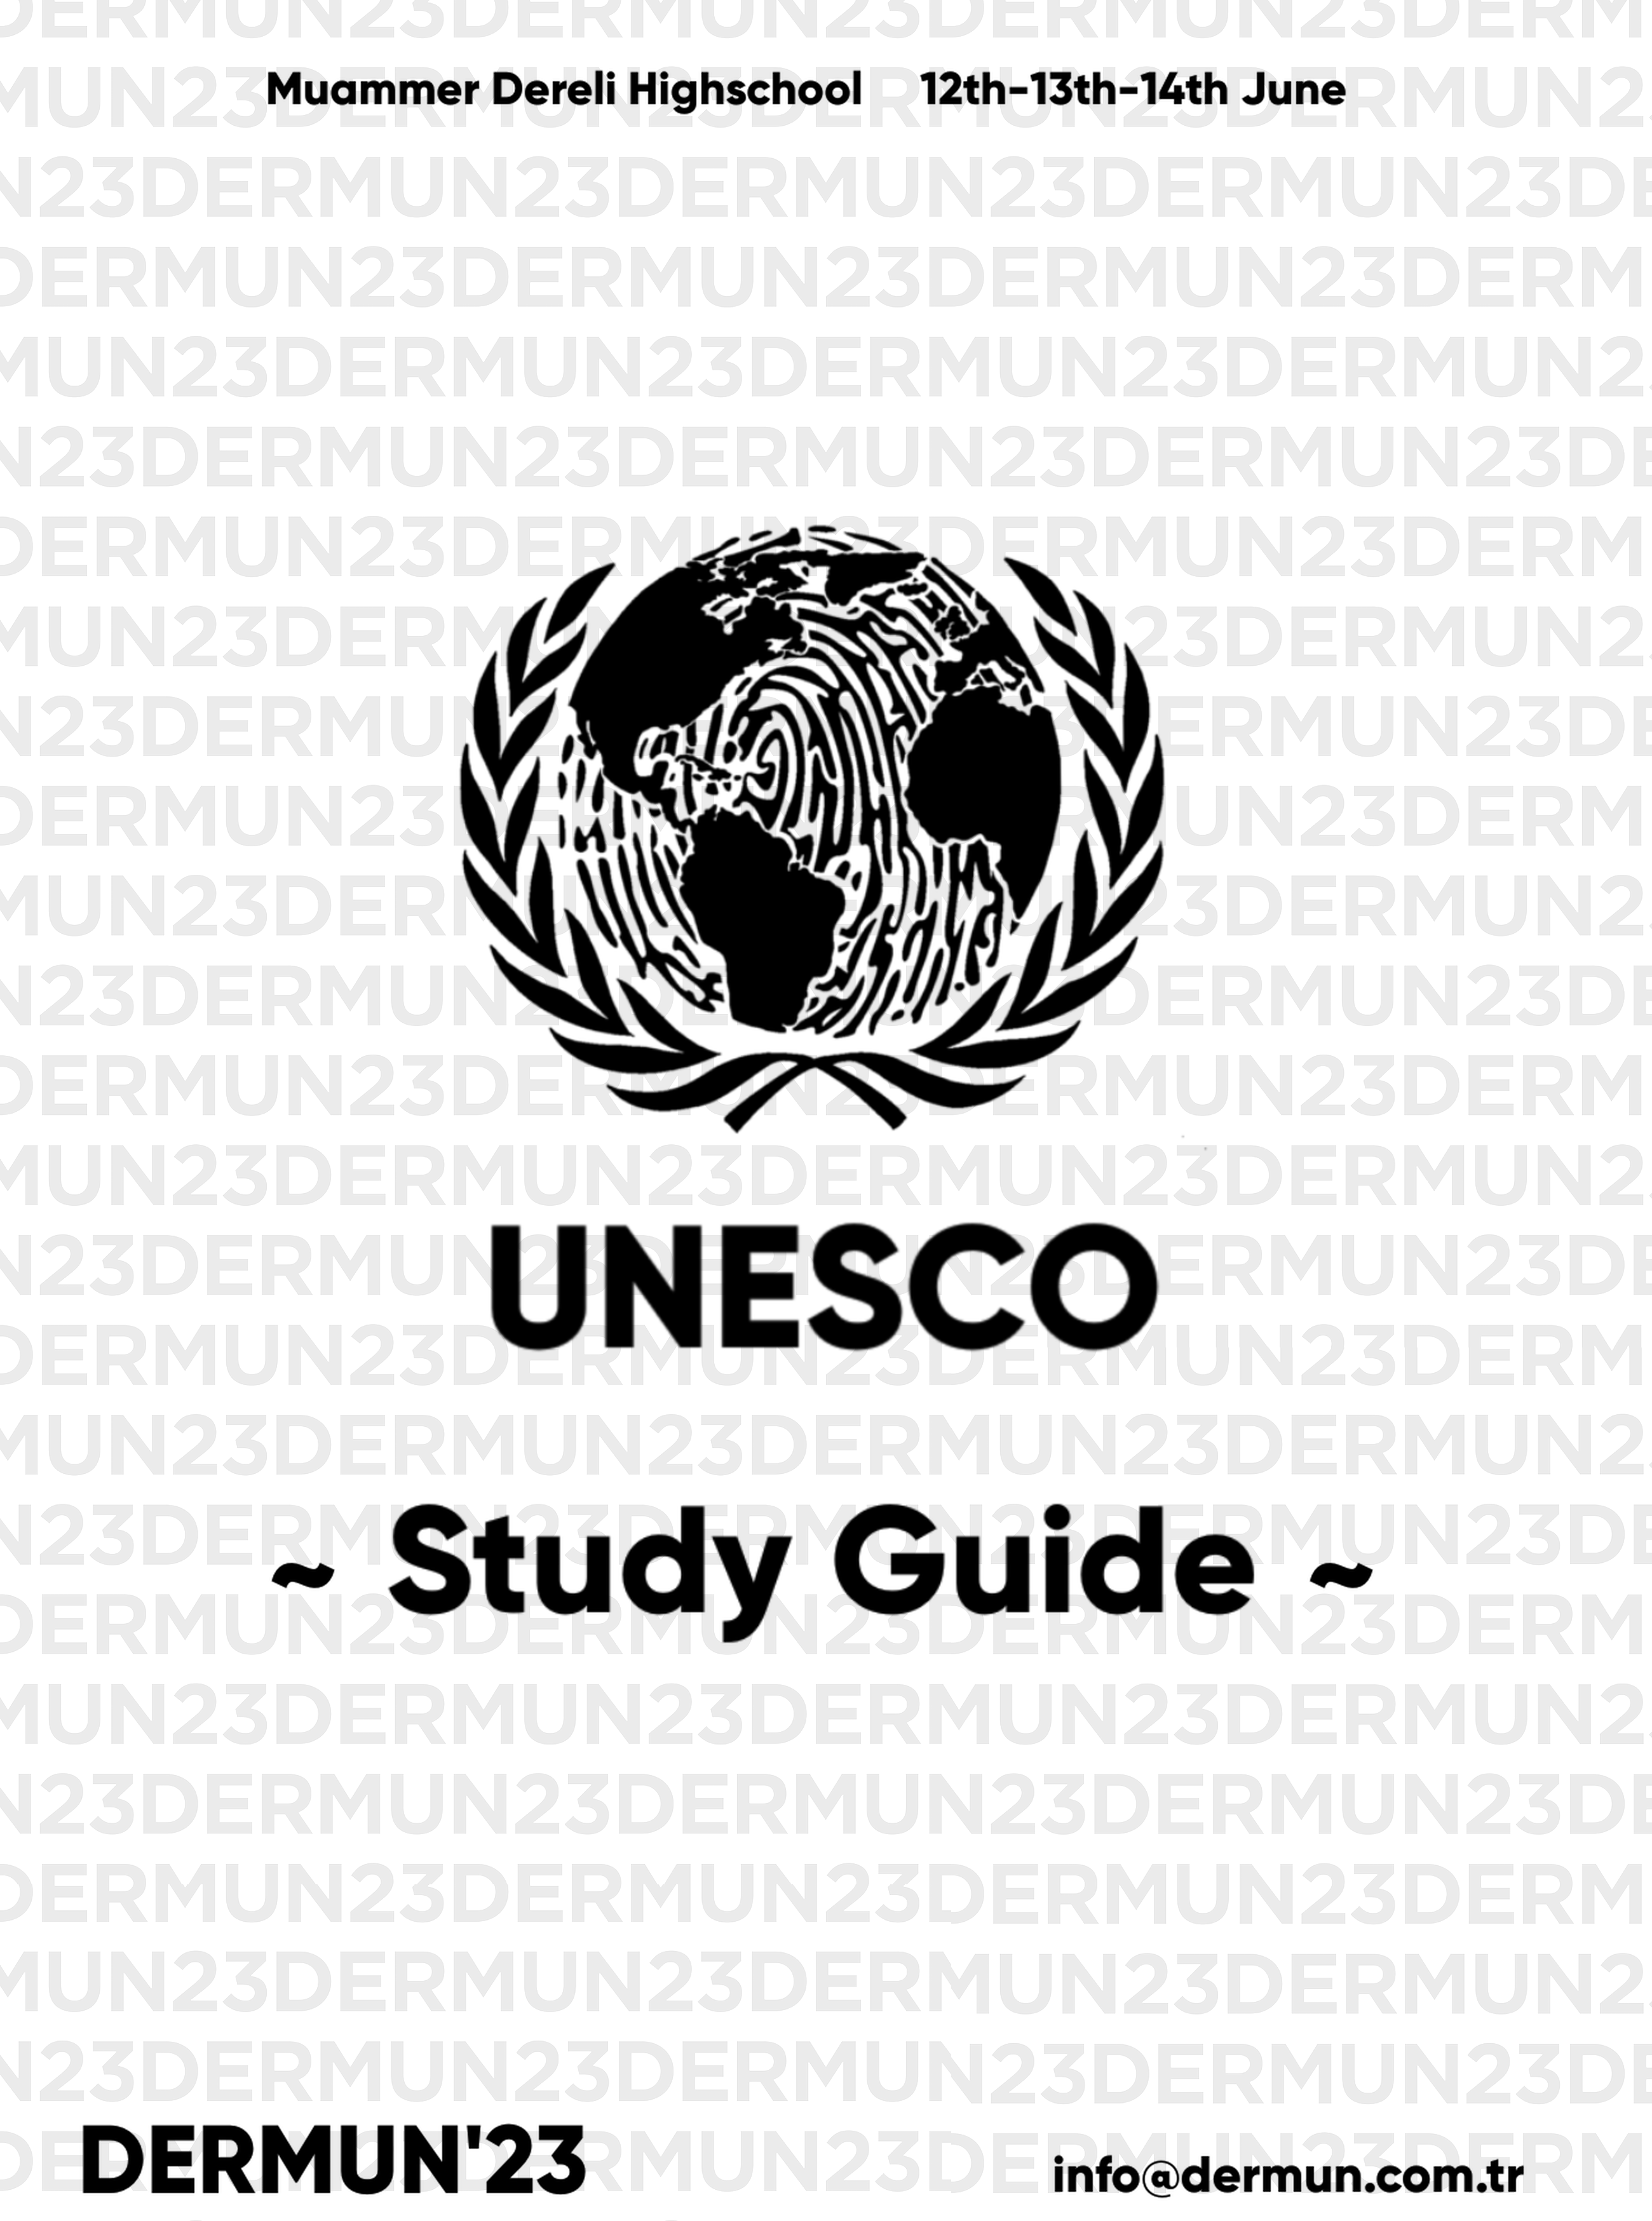 Muammer Dereli Highschool 12th-13th-14th June
UNESCO
~ Study Guide ~
DERMUN'23
info@dermun.com.tr